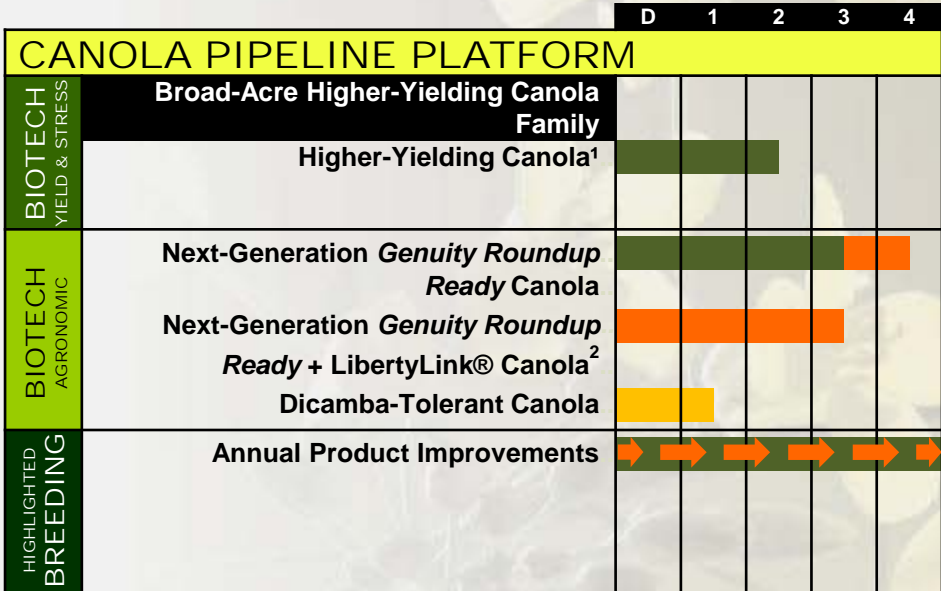 D 1 2 3 4
CANOLA PIPELINE PLATFORM
BIOTECH
YIELD & STRESS
Broad-Acre Higher-Yielding Canola
Family
Higher-Yielding Canola¹
BIOTECH
AGRONOMIC
Next-Generation Genuity Roundup
Ready Canola
Next-Generation Genuity Roundup
Ready + LibertyLink® Canola²
Dicamba-Tolerant Canola
HIGHLIGHTED
BREEDING
Annual Product Improvements